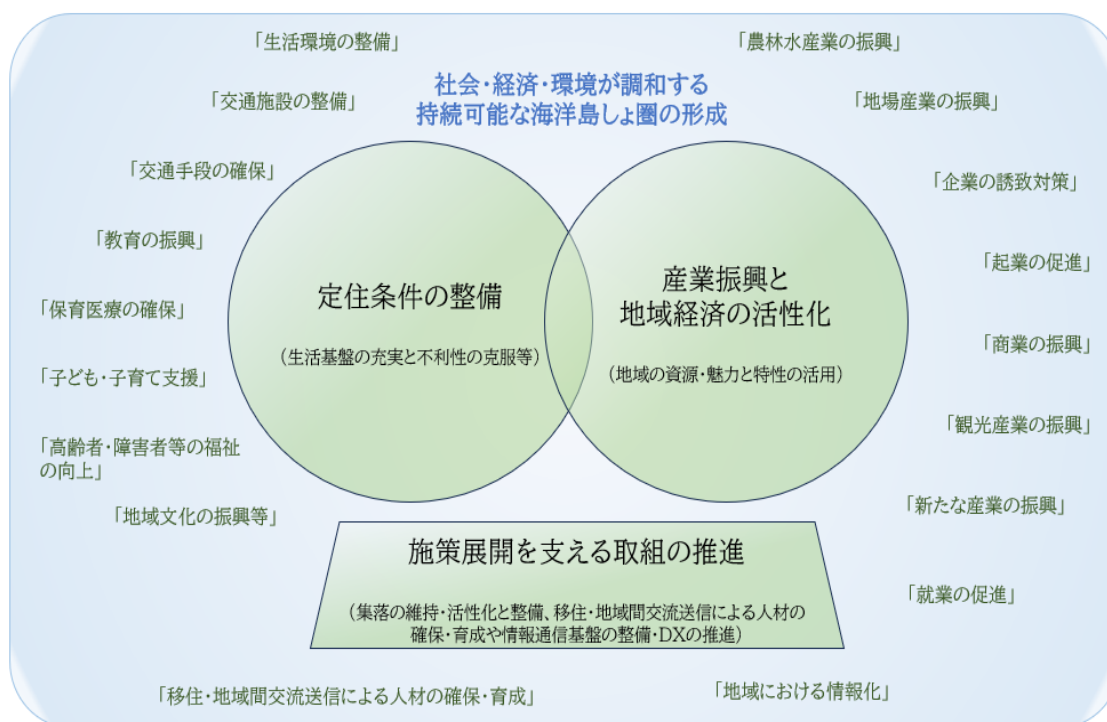 「生活環境の整備」
「農林水産業の振興」
社会・経済・環境が調和する
持続可能な海洋島しょ圏の形成
「交通施設の整備」
「地場産業の振興」
「交通手段の確保」
「企業の誘致対策」
「教育の振興」
「起業の促進」
定住条件の整備
(生活基盤の充実と不利性の克服等)
産業振興と
地域経済の活性化
(地域の資源・魅力と特性の活用)
「保育医療の確保」
「商業の振興」
「子ども・子育て支援」
「観光産業の振興」
「高齢者・障害者等の福祉
の向上」
「新たな産業の振興」
「地域文化の振興等」
施策展開を支える取組の推進
(集落の維持・活性化と整備、移住・地域間交流送信による人材の
確保・育成や情報通信基盤の整備・DXの推進)
「就業の促進」
「移住・地域間交流送信による人材の確保・育成」
「地域における情報化」